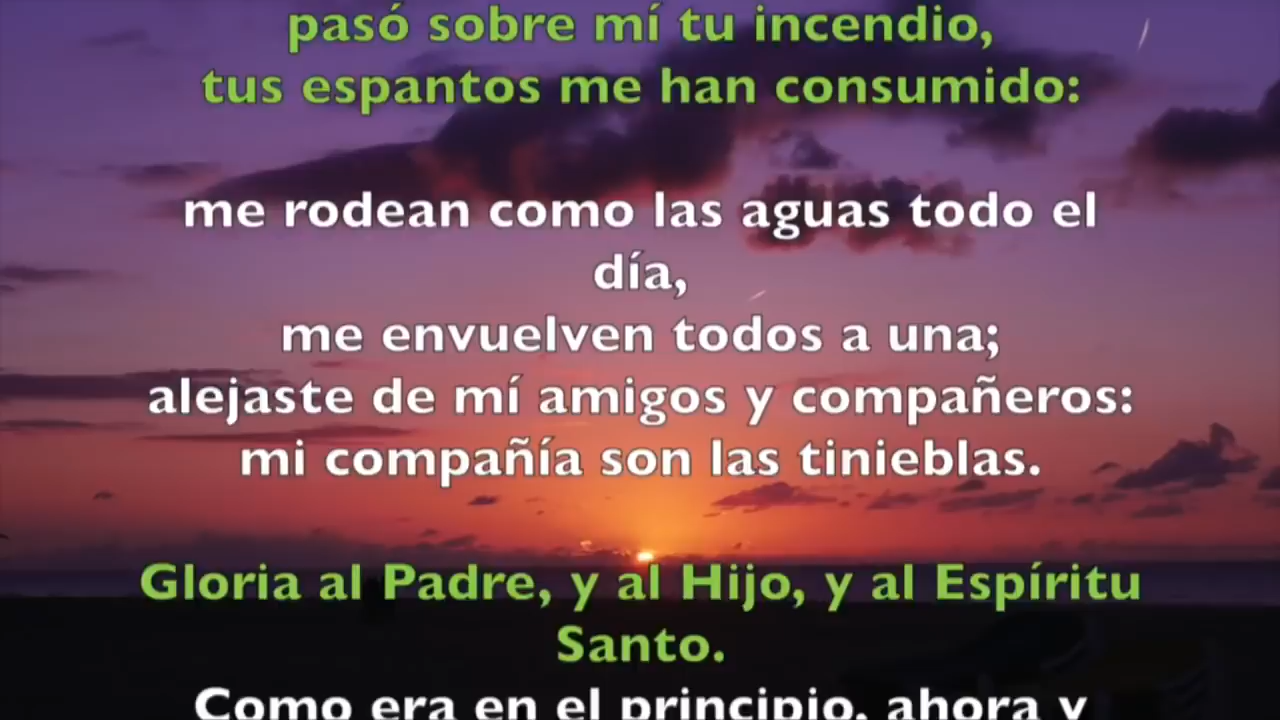 pasó sobre mí tu incendio,
tus espantos me han consumido:
me rodean como las aguas todo el
día,
me envuelven todos a una;
alejaste de mí amigos y compañeros:
mi compañía son las tinieblas.
Gloria al Padre, y al Hijo, y al Espíritu
Santo.
Como era en el principio, ahora y